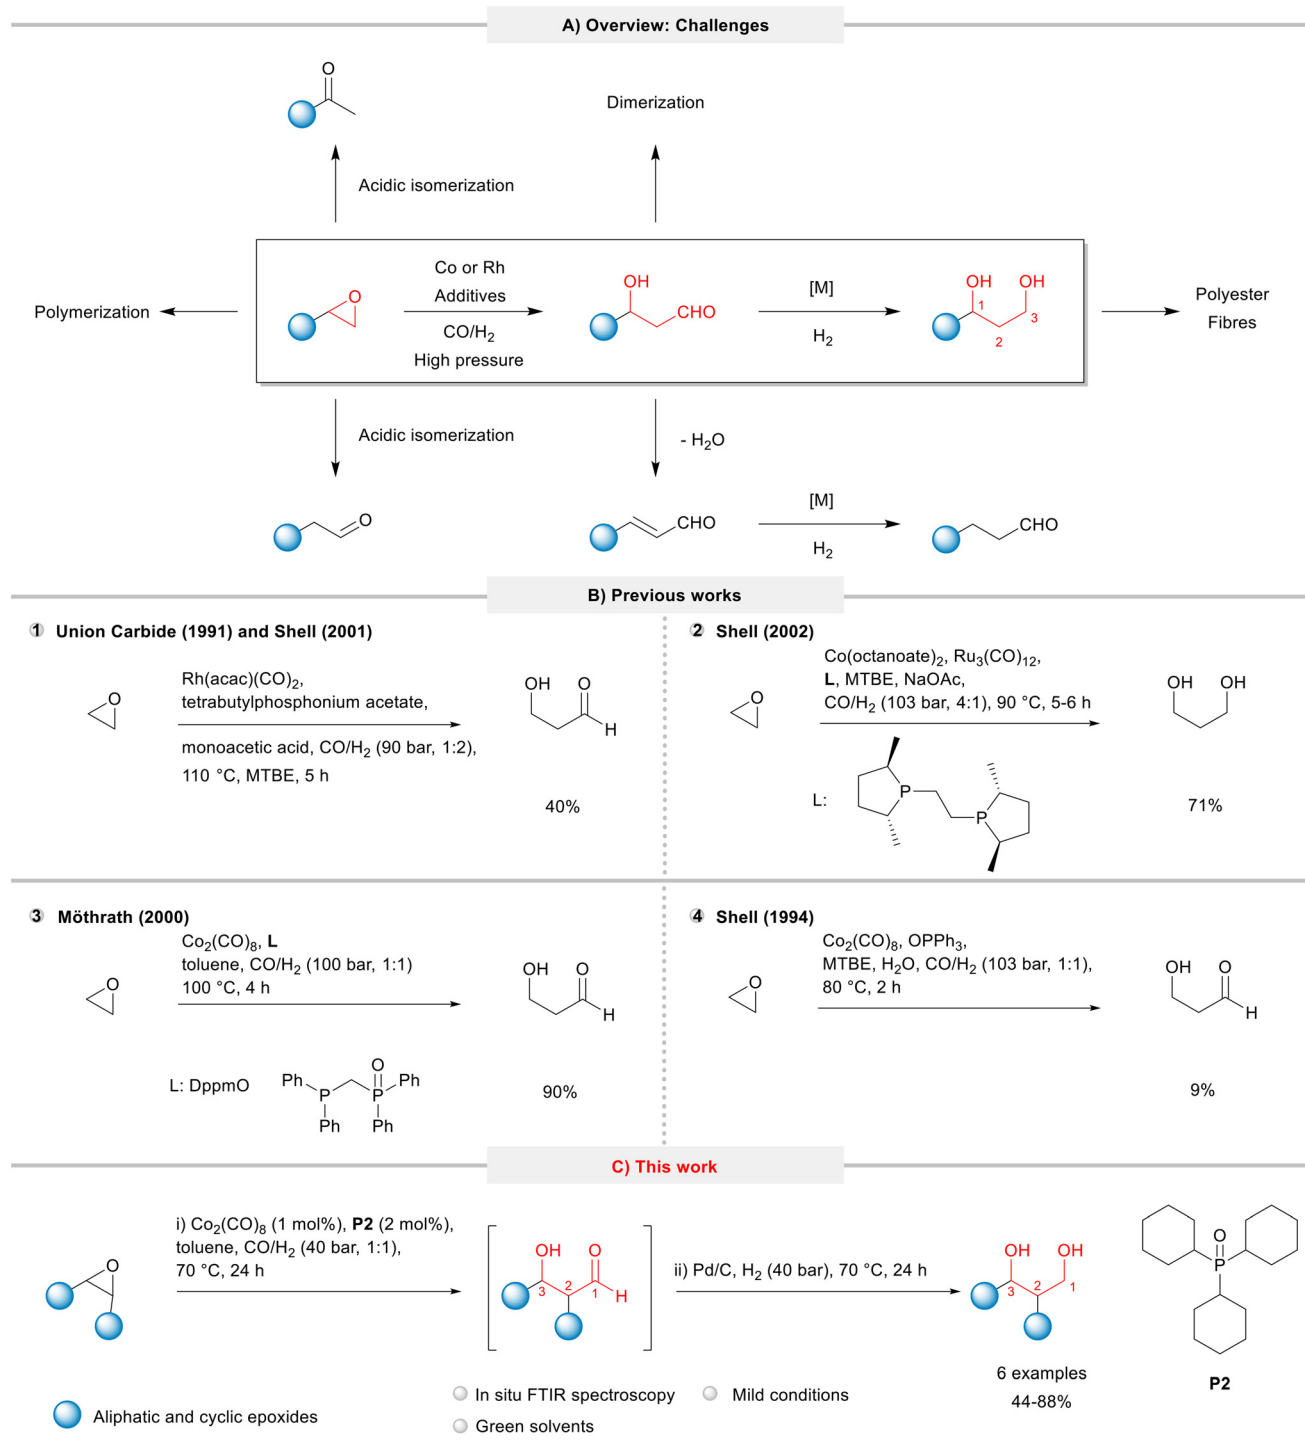 A) Overview: Challenges
O
Dimerization
Acidic isomerization
Polymerization
O
Co or Rh
Additives
CO/H2
High pressure
OH
CHO
[M]
H2
OH
OH
1
2
3
Polyester
Fibres
Acidic isomerization
- H2O
O
CHO
[M]
H2
CHO
B) Previous works
1 Union Carbide (1991) and Shell (2001)
O
Rh(acac)(CO)2,
tetrabutylphosphonium acetate,
monoacetic acid, CO/H2 (90 bar, 1:2),
110 °C, MTBE, 5 h
OH
O
H
40%
2 Shell (2002)
O
Co(octanoate)2, Ru3(CO)12,
L, MTBE, NaOAc,
CO/H2 (103 bar, 4:1), 90 °C, 5-6 h
OH
OH
L:
P
P
71%
3 Möthrath (2000)
O
Co2(CO)8, L
toluene, CO/H2 (100 bar, 1:1)
100 °C, 4 h
OH
O
H
L: DppmO
O
Ph
P
P
Ph
Ph
Ph
90%
4 Shell (1994)
O
Co2(CO)8, OPPh3,
MTBE, H2O, CO/H2 (103 bar, 1:1),
80 °C, 2 h
OH
O
H
9%
C) This work
O
i) Co2(CO)8 (1 mol%), P2 (2 mol%),
toluene, CO/H2 (40 bar, 1:1),
70 °C, 24 h
OH
O
3
2
1
H
ii) Pd/C, H2 (40 bar), 70 °C, 24 h
OH
OH
3
2
1
6 examples
44-88%
O
P
P2
Aliphatic and cyclic epoxides
In situ FTIR spectroscopy
Mild conditions
Green solvents